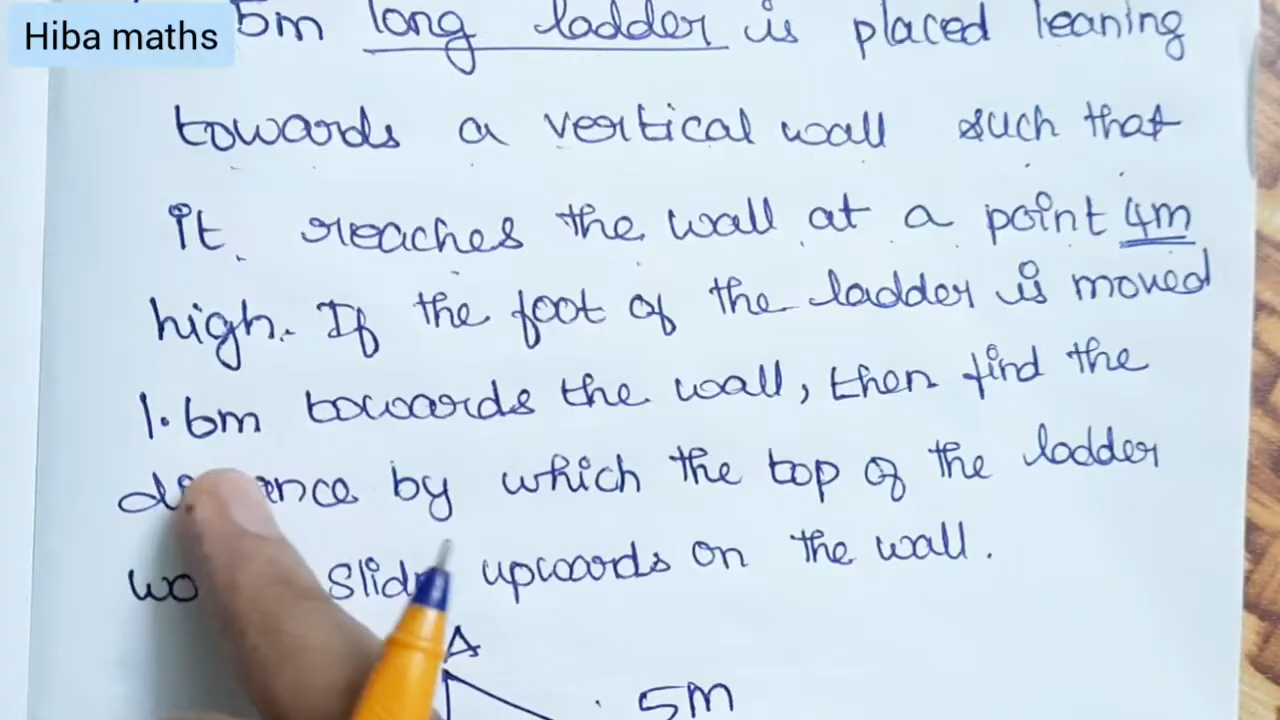 Hiba maths
5m long ladder is placed leaning
towards a vertical wall such that
it reaches the wall at a point 4m
high. If the foot of the ladder is moved
1.6m towards the wall, then find the
by which the top of the ladder
upwards on the wall.
A
5m